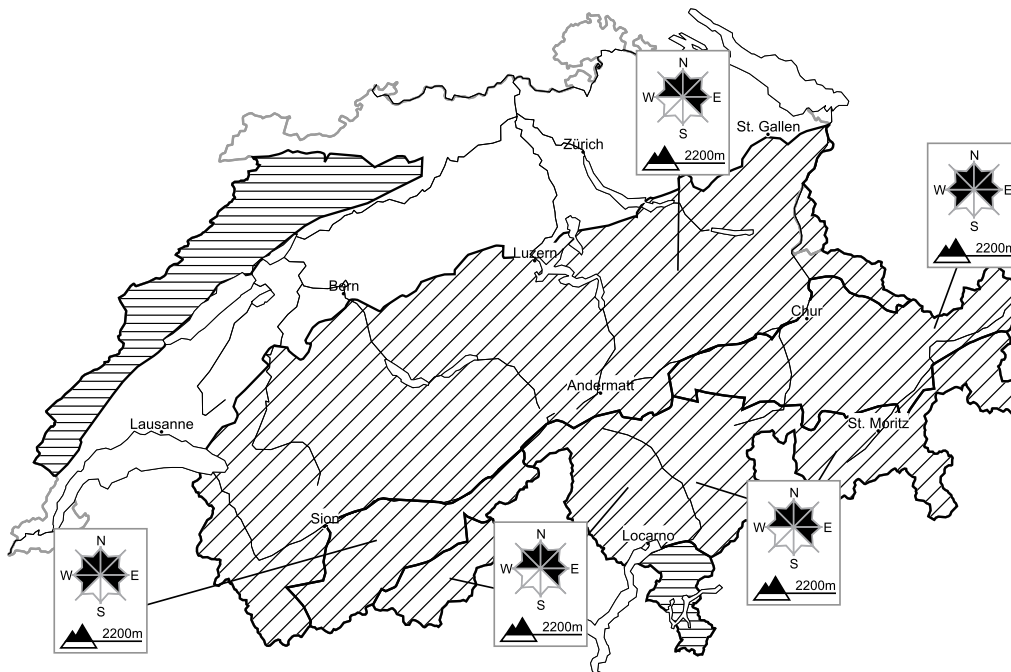 N
W E
S
2200m
St. Gallen
Zürich
N
W E
S
2200m
Luzern
Bern
Chur
Andermatt
St. Moritz
Lausanne
N
W E
S
2200m
Sion
Locarno
N
W E
S
2200m
N
W E
S
2200m